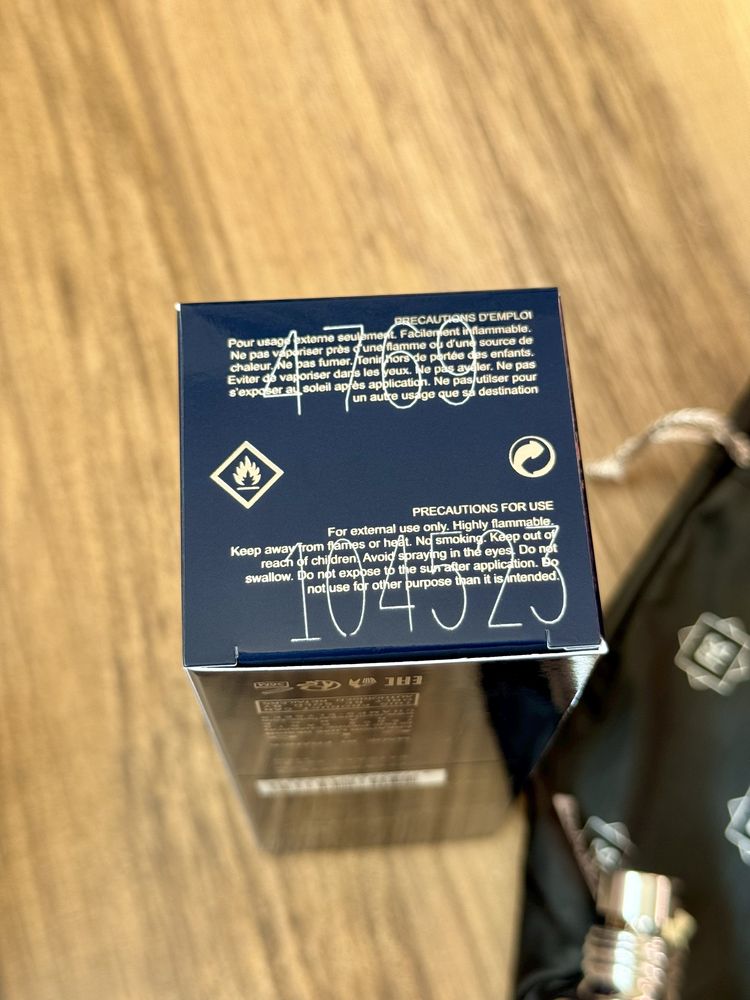 PRECAUTIONS D'EMPLOI
Pour usage externe seulement. Facilement inflammable.
Ne pas vaporiser près d'une flamme ou d'une source de
chaleur. Ne pas fumer. Tenir hors de portée des enfants.
Eviter de vaporiser dans les yeux. Ne pas avaler. Ne pas
s'exposer au soleil après application. Ne pas utiliser pour
un autre usage que sa destination
4769
PRECAUTIONS FOR USE
For external use only. Highly flammable.
Keep away from flames or heat. No smoking. Keep out of
reach of children. Avoid spraying in the eyes. Do not
swallow. Do not expose to the sun after application. Do
not use for other purpose than it is intended.
104523
EAC